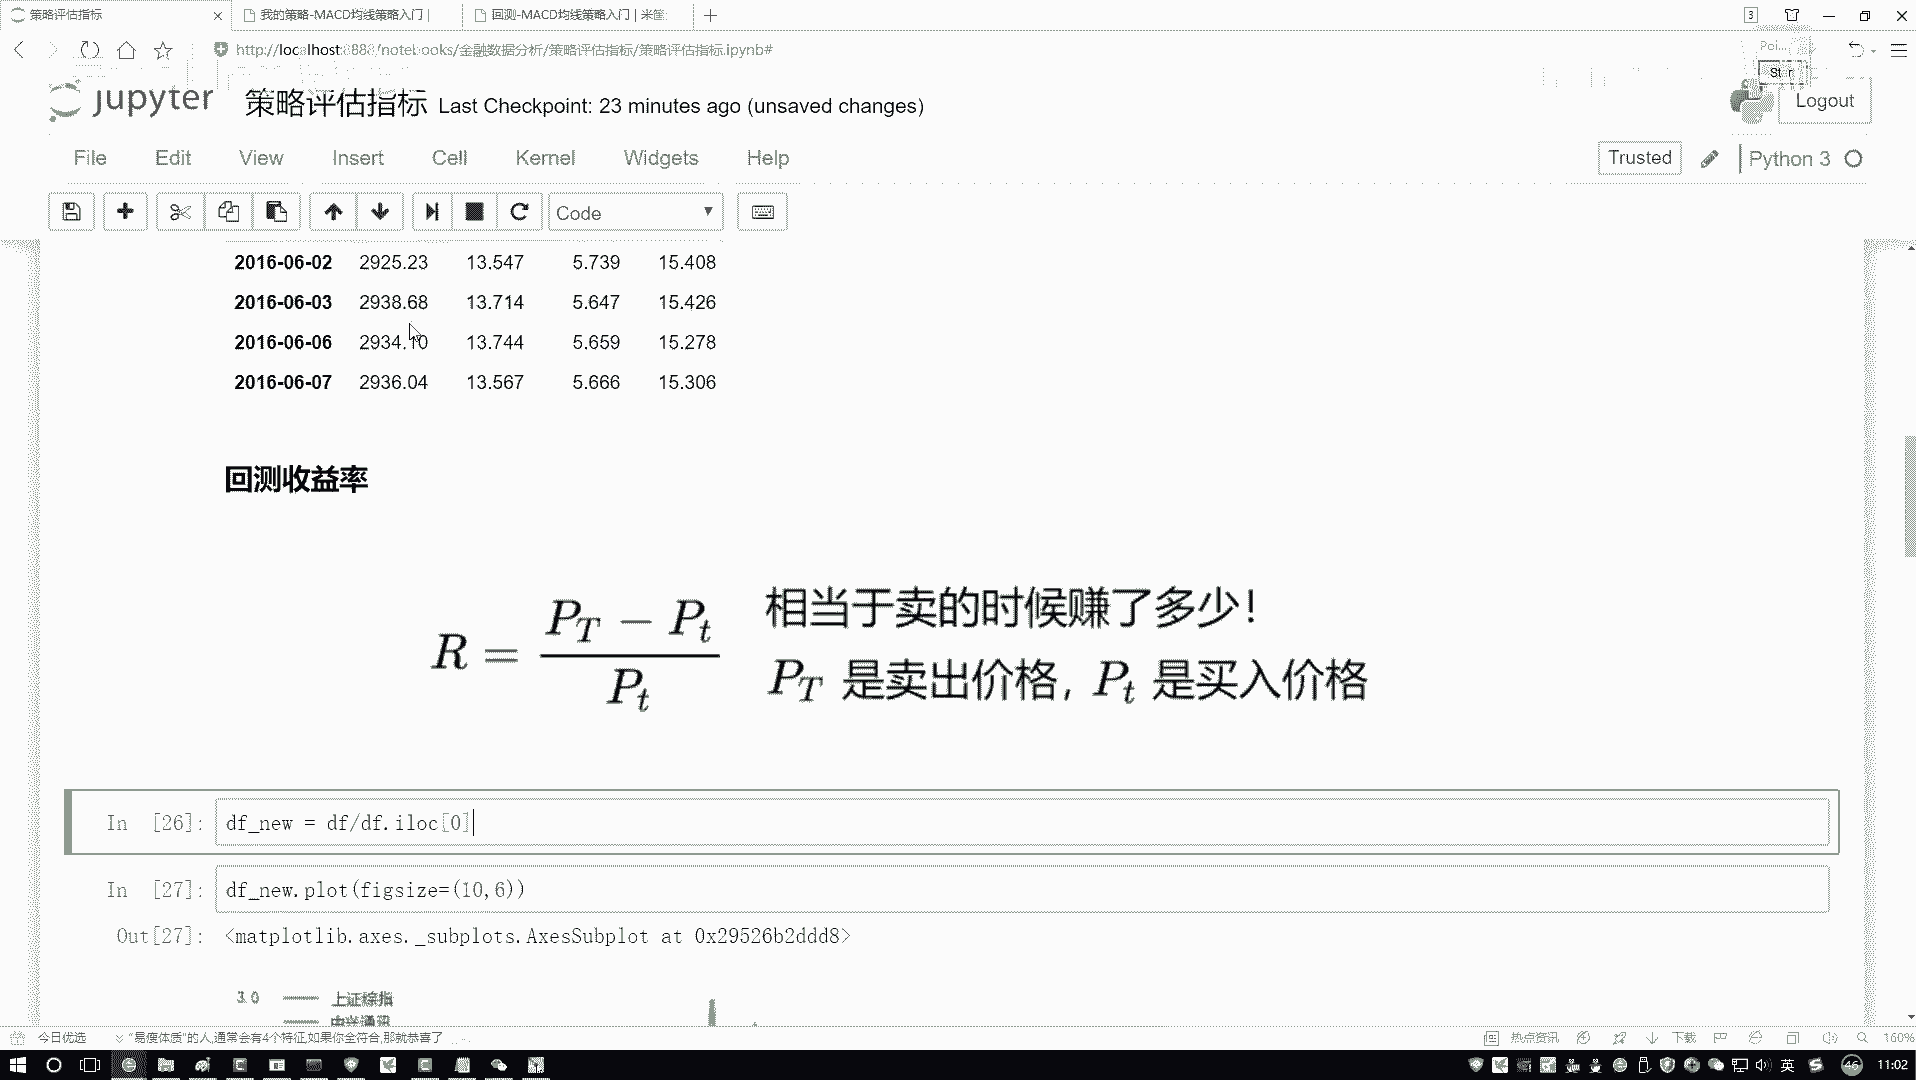 策略评估指标
我的策略-MACD均线策略入门 |
回测-MACD均线策略入门 | 米筐
3
http://localhost:8888/notebooks/金融数据分析/策略评估指标/策略评估指标.ipynb#
jupyter 策略评估指标 Last Checkpoint: 23 minutes ago (unsaved changes)
Logout
File Edit View Insert Cell Kernel Widgets Help
Trusted
Python 3
Code
2016-06-02 2925.23 13.547 5.739 15.408
2016-06-03 2938.68 13.714 5.647 15.426
2016-06-06 2934.10 13.744 5.659 15.278
2016-06-07 2936.04 13.567 5.666 15.306
回测收益率
R = (P_T − P_t) / P_t
相当于卖的时候赚了多少！
P_T 是卖出价格，P_t 是买入价格
In [26]: df_new = df/df.iloc[0]
In [27]: df_new.plot(figsize=(10,6))
Out[27]: <matplotlib.axes._subplots.AxesSubplot at 0x29526b2ddd8>
3.0 上证综指
中兴通讯
今日优选
“易瘦体质”的人,通常会有4个特征,如果你全符合,那就恭喜了
热点资讯
下载
160%
英
46
11:02